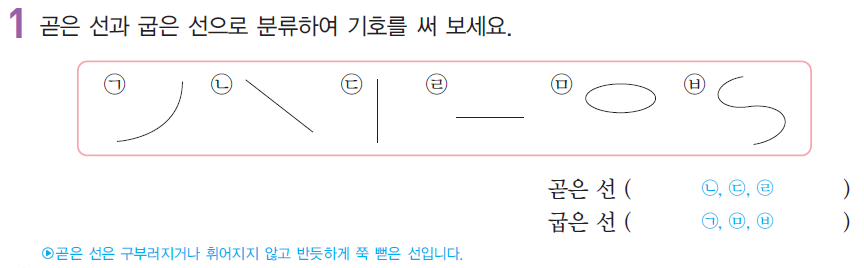 1 곧은 선과 굽은 선으로 분류하여 기호를 써 보세요.
㉠ ㉡ ㉢ ㉣ ㉤ ㉥
곧은 선 ( ㉡, ㉢, ㉣ )
굽은 선 ( ㉠, ㉤, ㉥ )
곧은 선은 구부러지거나 휘어지지 않고 반듯하게 쭉 뻗은 선입니다.